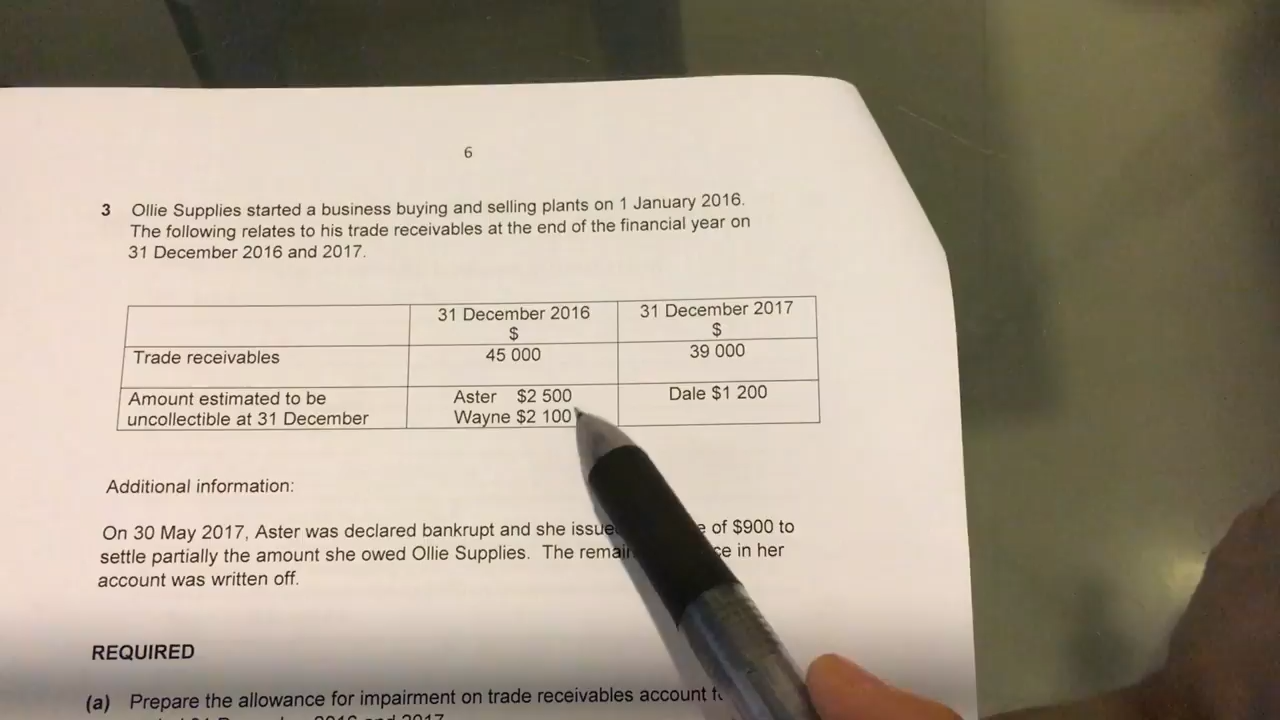 6
3 Ollie Supplies started a business buying and selling plants on 1 January 2016.
The following relates to his trade receivables at the end of the financial year on
31 December 2016 and 2017.
31 December 2016 31 December 2017
$ $
Trade receivables 45 000 39 000
Amount estimated to be Aster $2 500 Dale $1 200
uncollectible at 31 December Wayne $2 100
Additional information:
On 30 May 2017, Aster was declared bankrupt and she of $900 to
settle partially the amount she owed Ollie Supplies. The in her
account was written off.
REQUIRED
(a) Prepare the allowance for impairment on trade receivables account
31 2016 and 2017